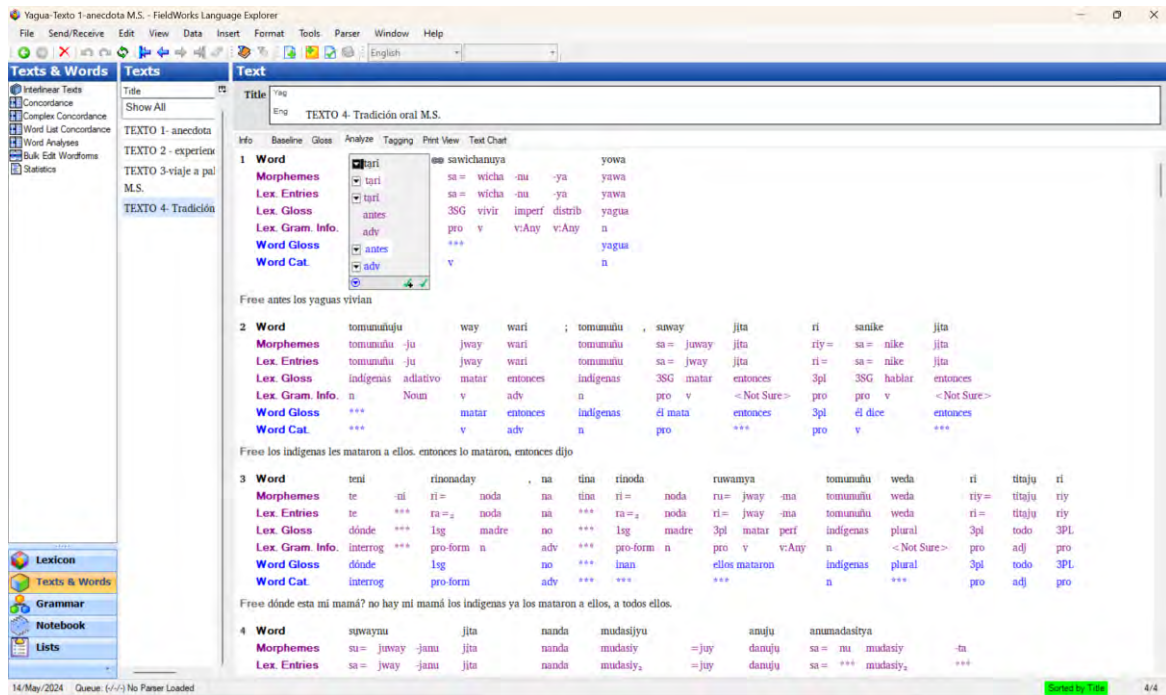 Yagua-Texto 1-anecdota M.S. - FieldWorks Language Explorer
File Send/Receive Edit View Data Insert Format Tools Parser Window Help
English
Texts & Words
Interlinear Texts
Concordance
Complex Concordance
Word List Concordance
Word Analyses
Bulk Edit Wordforms
Statistics
Lexicon
Texts & Words
Grammar
Notebook
Lists
Texts
Title
Show All
TEXTO 1- anecdota
TEXTO 2 - experien
TEXTO 3-viaje a pal
M.S.
TEXTO 4- Tradición
Text
Title Yag
Eng TEXTO 4- Tradición oral M.S.
Info Baseline Gloss Analyze Tagging Print View Text Chart
1 Word tarí sawichanuya yowa
Morphemes tarí sa= wicha -nu -ya yawa
Lex. Entries tarí sa= wícha -nu -ya yawa
Lex. Gloss antes 3SG vivir imperf distrib yagua
Lex. Gram. Info. adv pro v v:Any v:Any n
Word Gloss antes *** yagua
Word Cat. adv v n
Free antes los yaguas vivian
2 Word tomunuñuju way wari ; tomunuñu , suway jita ri sanike jita
Morphemes tomunuñu -ju jway wari tomunuñu sa= juway jita riy= sa= nike jita
Lex. Entries tomunuñu -ju jway wari tomunuñu sa= jway jita ri= sa= nike jita
Lex. Gloss indígenas adlativo matar entonces indígenas 3SG matar entonces 3pl 3SG hablar entonces
Lex. Gram. Info. n Noun v adv n pro v <Not Sure> pro pro v <Not Sure>
Word Gloss *** matar entonces indígenas él mata entonces 3pl él dice entonces
Word Cat. *** v adv n pro *** pro v ***
Free los indígenas les mataron a ellos. entonces lo mataron, entonces dijo
3 Word teni rinonaday , na tina rinoda ruwamya tomunuñu weda ri titaju ri
Morphemes te -ni ri= noda na tina ri= noda ru= jway -ma tomunuñu weda riy= titaju riy
Lex. Entries te *** ra=₂ noda na *** ra=₂ noda ri= jway -ma tomunuñu weda ri= titaju riy
Lex. Gloss dónde *** 1sg madre no *** 1sg madre 3pl matar perf indígenas plural 3pl todo 3PL
Lex. Gram. Info. interrog *** pro-form n adv *** pro-form n pro v v:Any n <Not Sure> pro adj pro
Word Gloss dónde 1sg no *** inan ellos mataron indígenas plural 3pl todo 3PL
Word Cat. interrog pro-form adv *** *** *** n *** pro adj pro
Free dónde esta mi mamá? no hay mi mamá los indígenas ya los mataron a ellos, a todos ellos.
4 Word suwaynu jita nanda mudasijyu anuju anumadasitya
Morphemes su= juway -janu jita nanda mudasiy =juy danuju sa= nu mudasiy -ta
Lex. Entries sa= jway -janu jita nanda mudasiy₂ =juy danuju sa= *** mudasiy₂ ***
14/May/2024 Queue: (-/-/-) No Parser Loaded Sorted by Title 4/4